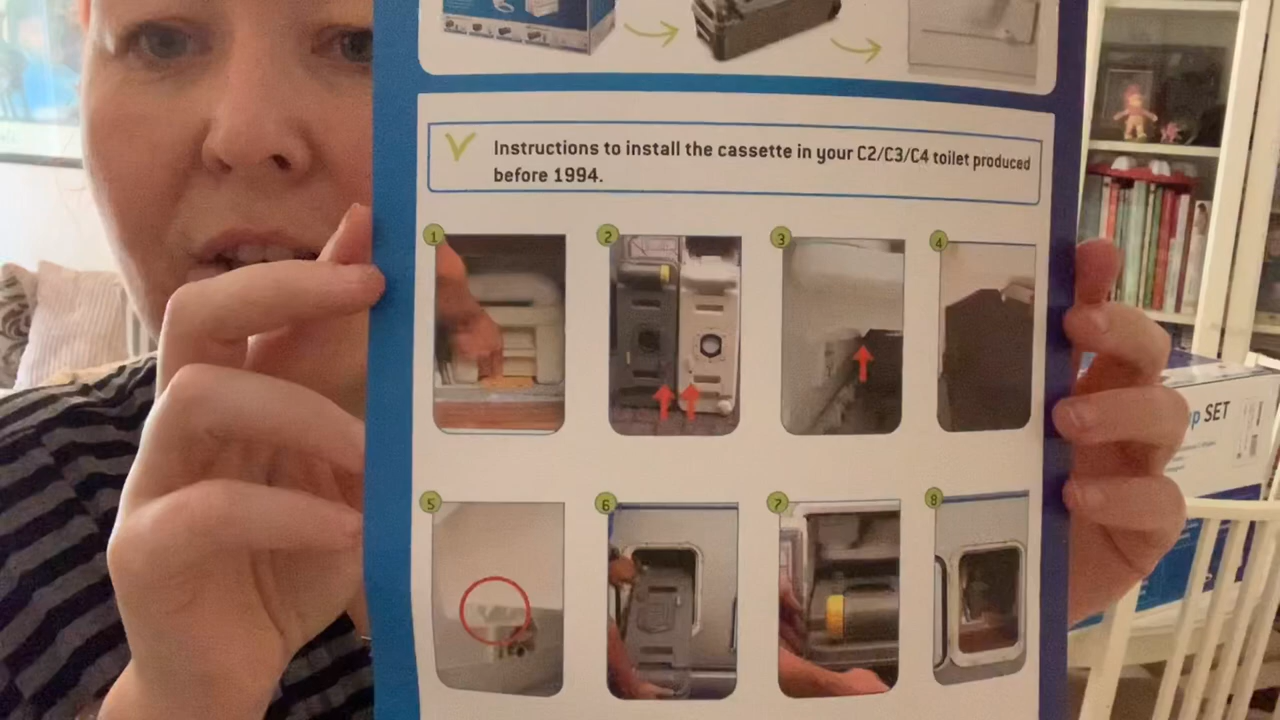 Instructions to install the cassette in your C2/C3/C4 toilet produced
before 1994.
1
2
3
4
5
6
7
8
p SET